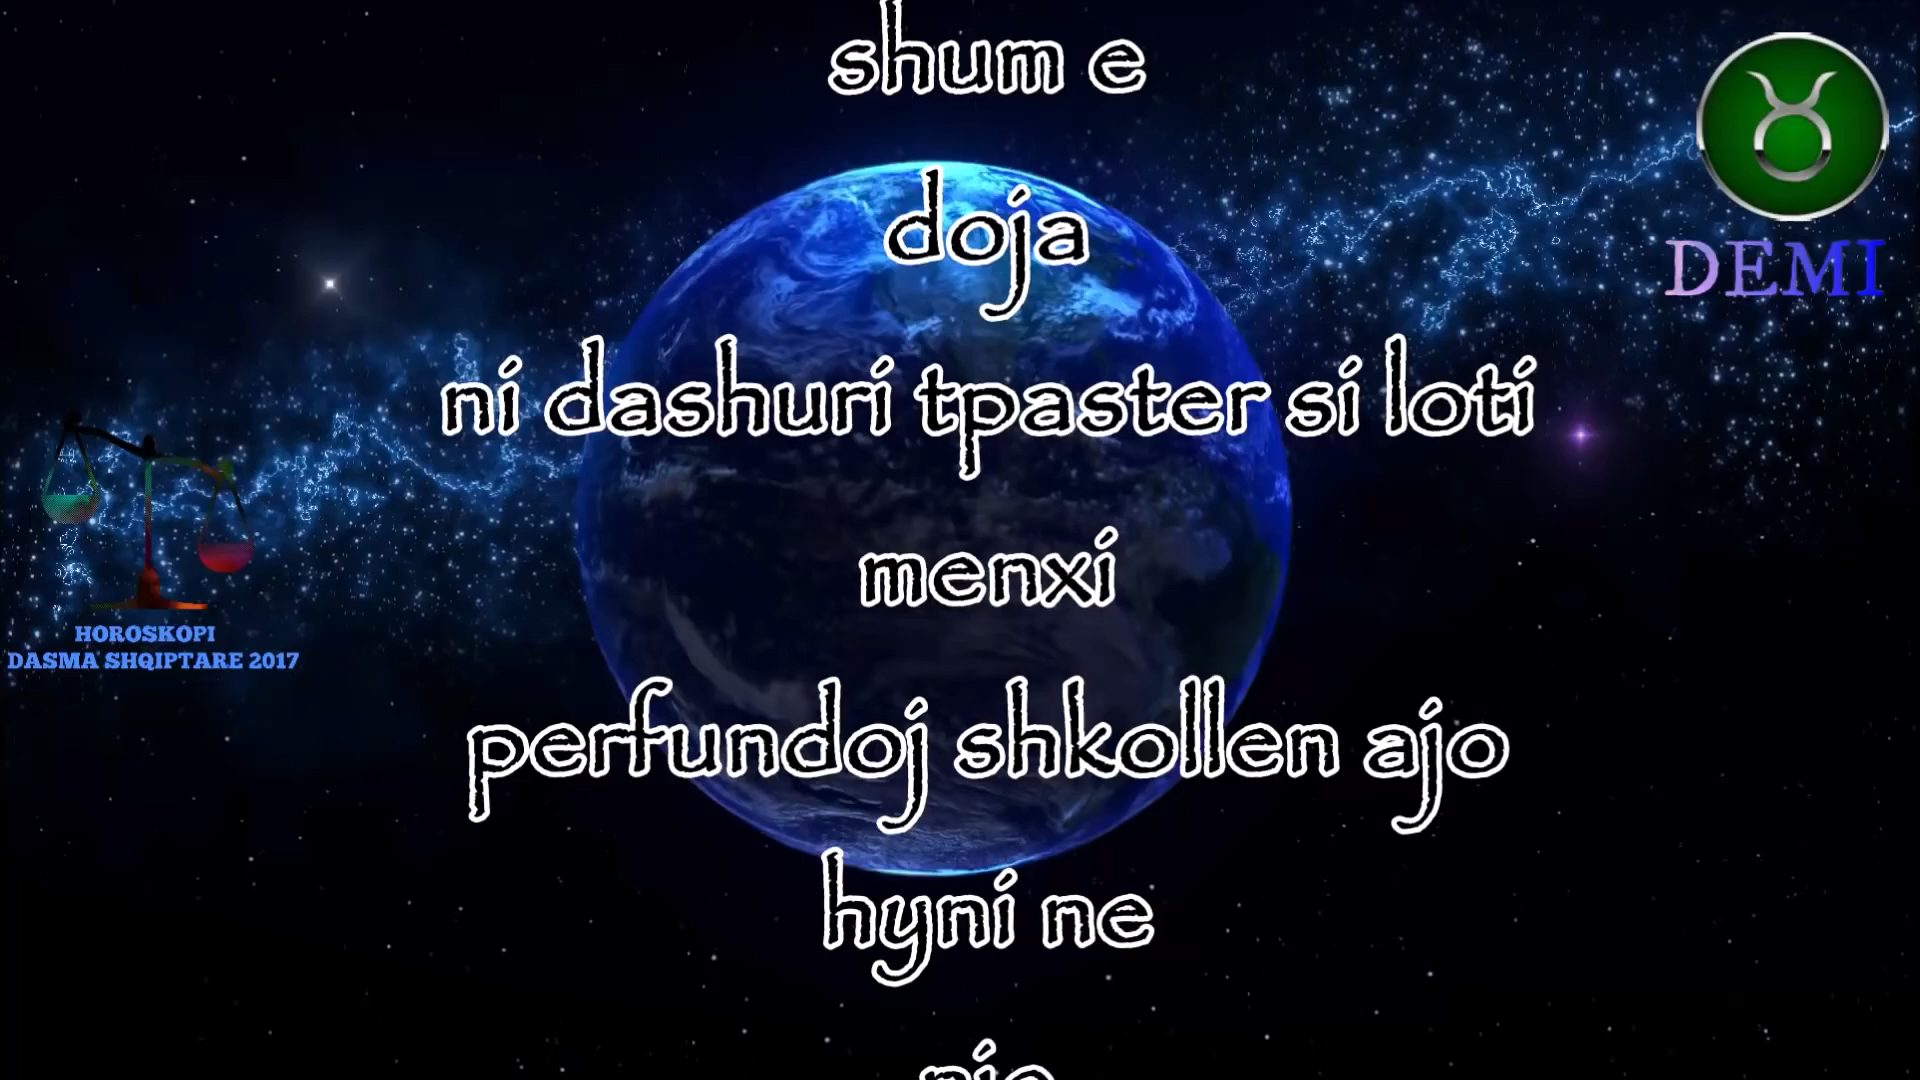 shum e
doja
DEMI
ni dashuri tpaster si loti
menxi
HOROSKOPI
DASMA SHQIPTARE 2017
perfundoj shkollen ajo
hyni ne